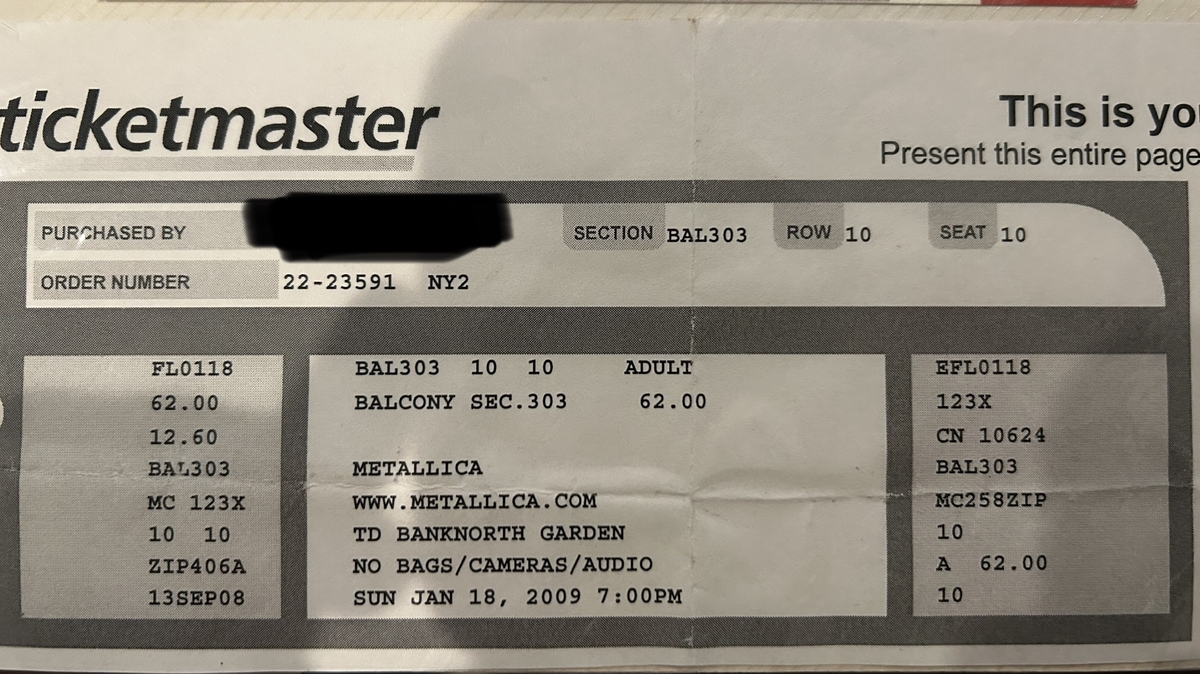 ticketmaster
This is yo
Present this entire page
PURCHASED BY
SECTION BAL303 ROW 10 SEAT 10
ORDER NUMBER 22-23591 NY2
FL0118
62.00
12.60
BAL303
MC 123X
10 10
ZIP406A
13SEP08
BAL303 10 10 ADULT
BALCONY SEC.303 62.00
METALLICA
WWW.METALLICA.COM
TD BANKNORTH GARDEN
NO BAGS/CAMERAS/AUDIO
SUN JAN 18, 2009 7:00PM
EFL0118
123X
CN 10624
BAL303
MC258ZIP
10
A 62.00
10